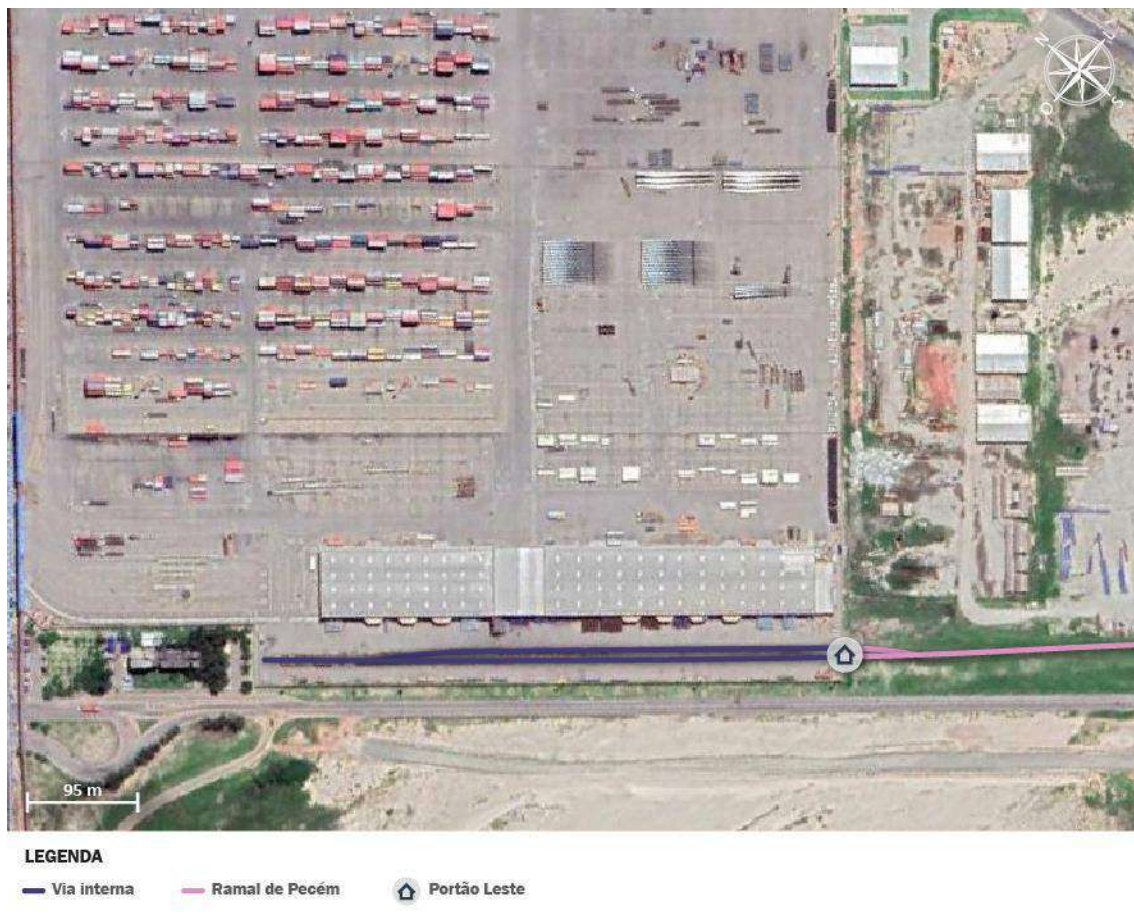 N
L
O
S
95 m
LEGENDA
Via interna
Ramal de Pecém
Portão Leste